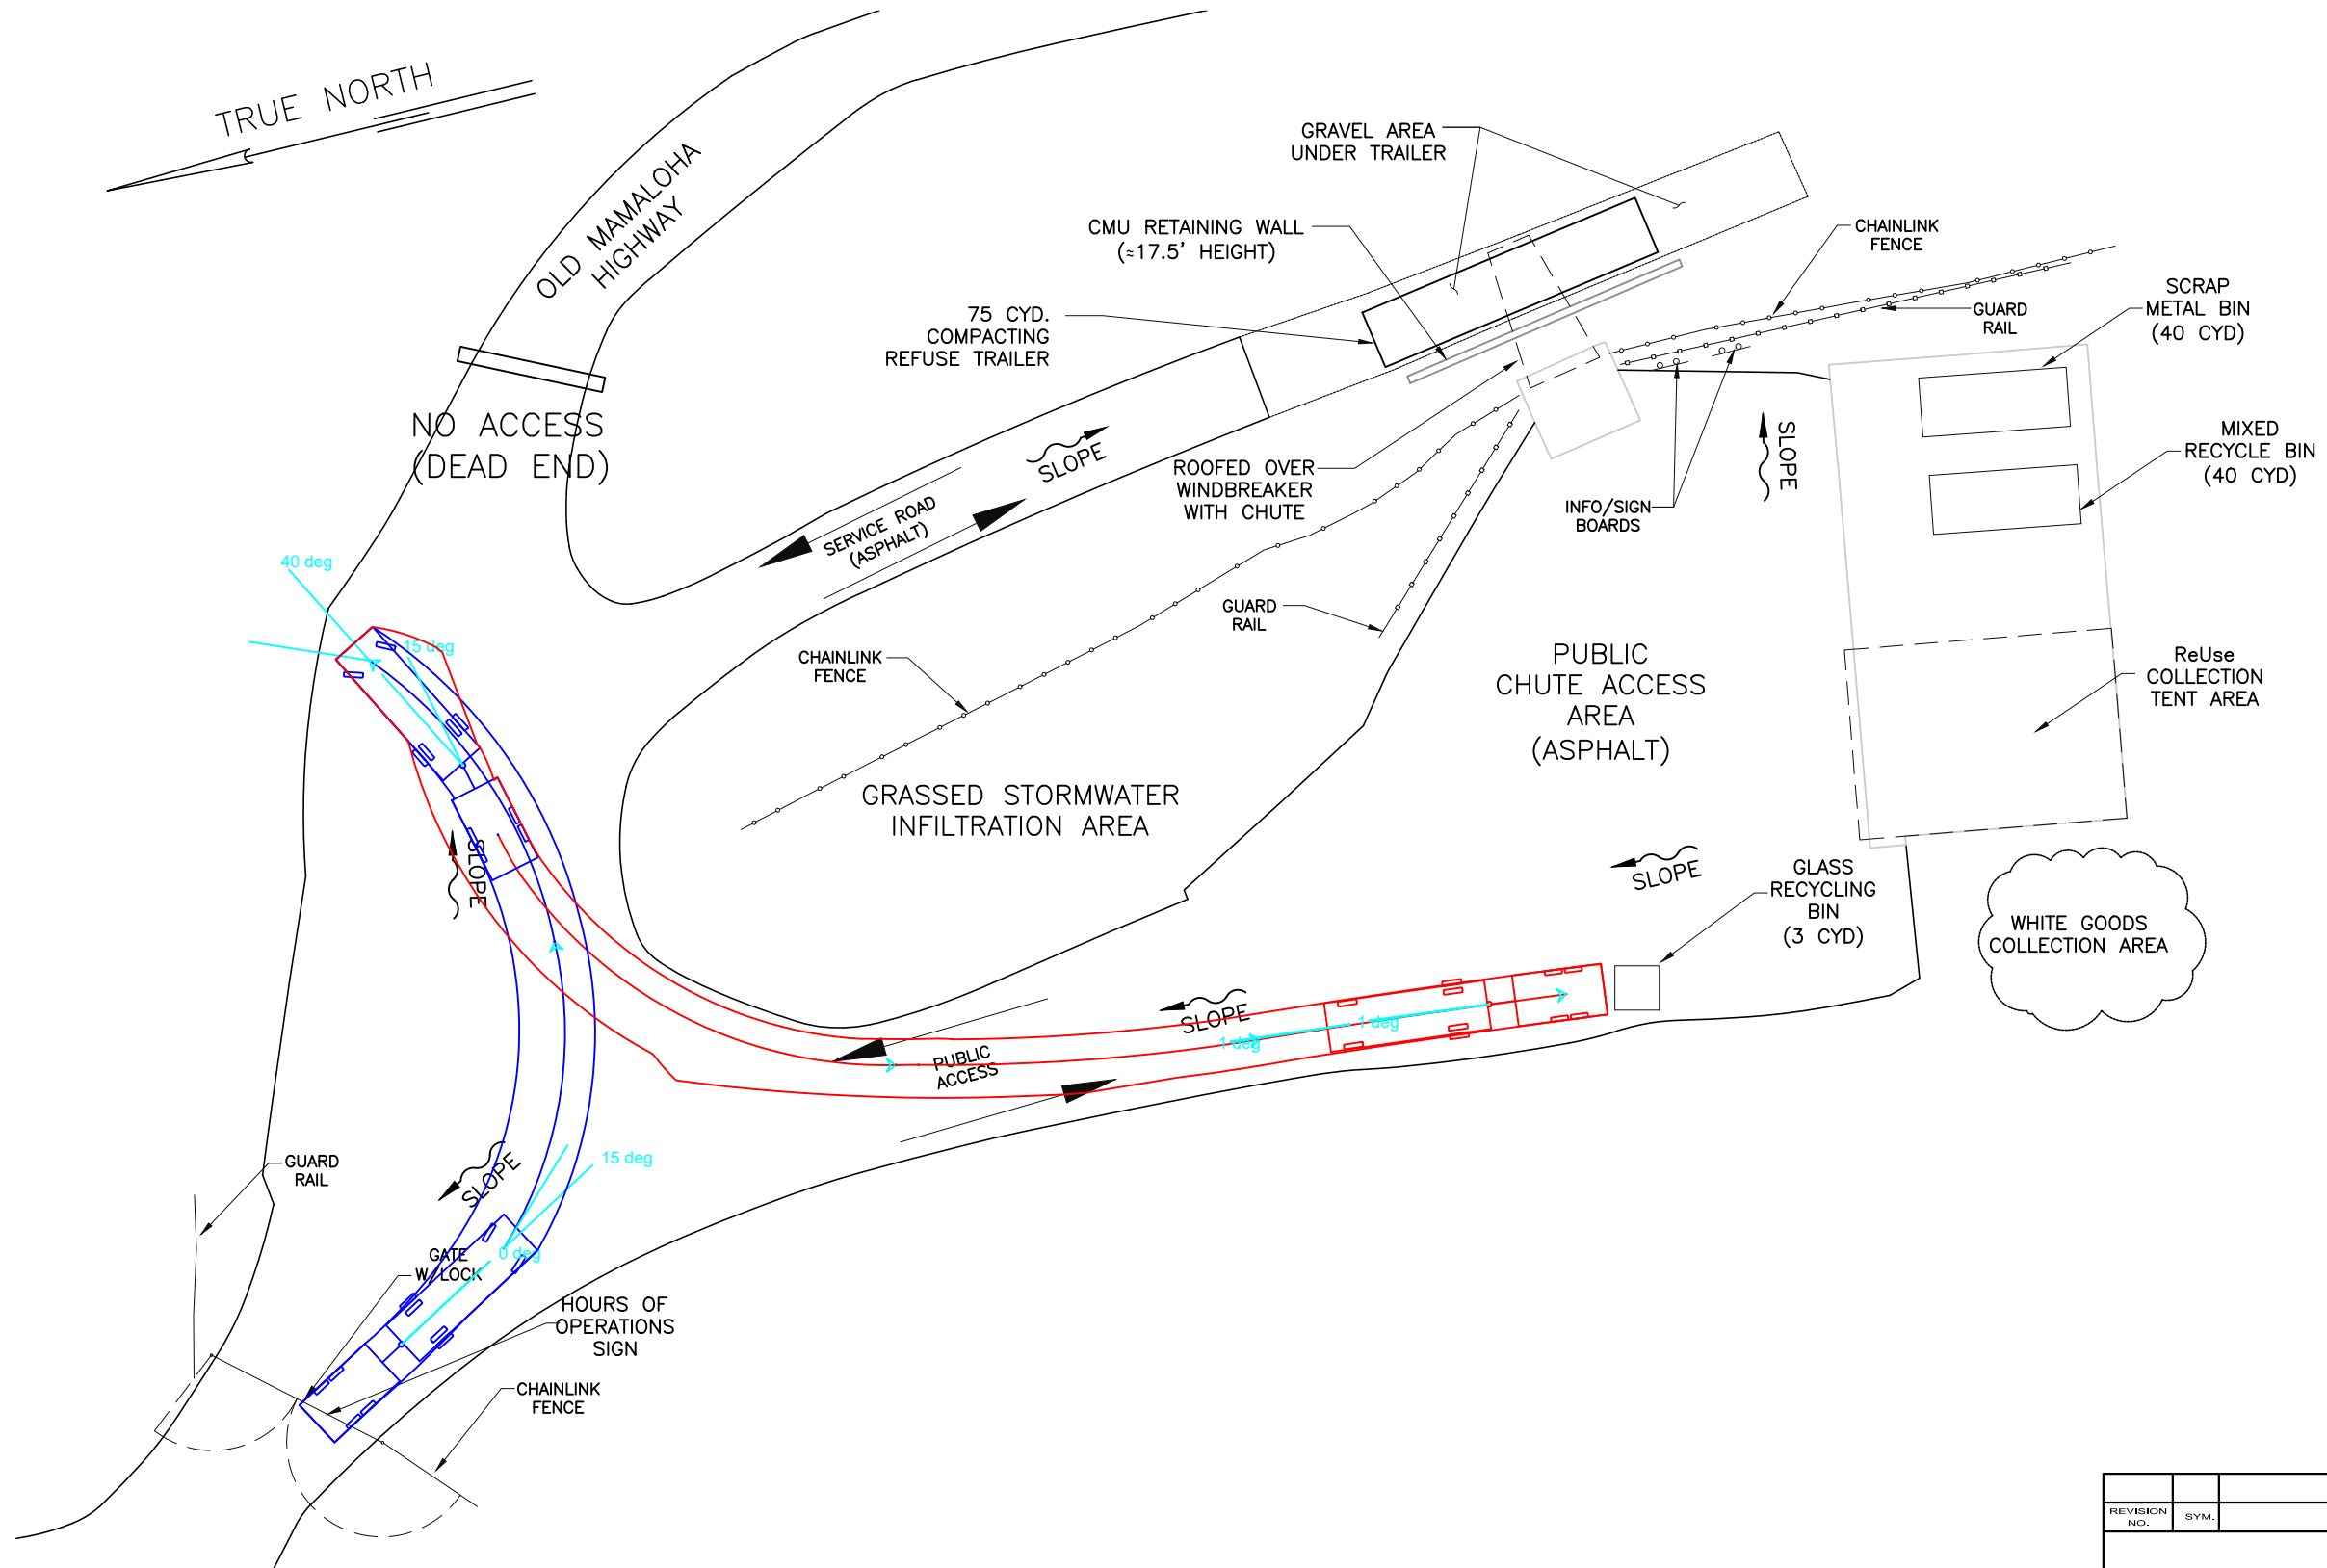 TRUE NORTH
OLD MAMALOHA
HIGHWAY
GRAVEL AREA
UNDER TRAILER
CMU RETAINING WALL
(≈17.5' HEIGHT)
CHAINLINK
FENCE
75 CYD.
COMPACTING
REFUSE TRAILER
GUARD
RAIL
SCRAP
METAL BIN
(40 CYD)
NO ACCESS
(DEAD END)
SLOPE
SERVICE ROAD
(ASPHALT)
ROOFED OVER
WINDBREAKER
WITH CHUTE
INFO/SIGN
BOARDS
SLOPE
MIXED
RECYCLE BIN
(40 CYD)
40 deg
15 deg
GUARD
RAIL
CHAINLINK
FENCE
PUBLIC
CHUTE ACCESS
AREA
(ASPHALT)
ReUse
COLLECTION
TENT AREA
GRASSED STORMWATER
INFILTRATION AREA
SLOPE
SLOPE
GLASS
RECYCLING
BIN
(3 CYD)
WHITE GOODS
COLLECTION AREA
SLOPE
1 deg
1 deg
PUBLIC
ACCESS
GUARD
RAIL
SLOPE
15 deg
0 deg
GATE
W/LOCK
HOURS OF
OPERATIONS
SIGN
CHAINLINK
FENCE
REVISION
NO.
SYM.